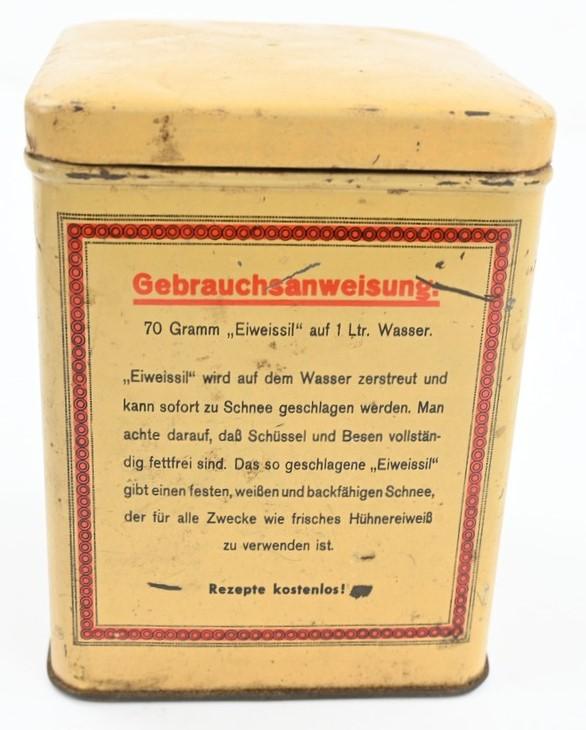 Gebrauchsanweisung:
70 Gramm „Eiweissil“ auf 1 Ltr. Wasser.
„Eiweissil“ wird auf dem Wasser zerstreut und
kann sofort zu Schnee geschlagen werden. Man
achte darauf, daß Schüssel und Besen vollstän-
dig fettfrei sind. Das so geschlagene „Eiweissil“
gibt einen festen, weißen und backfähigen Schnee,
der für alle Zwecke wie frisches Hühnereiweiß
zu verwenden ist.
Rezepte kostenlos!